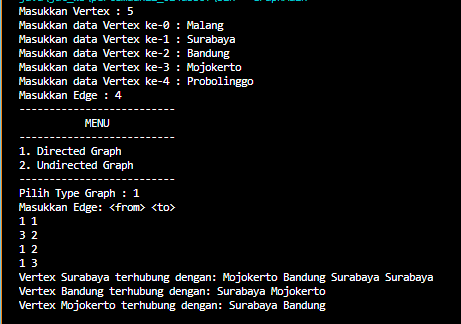 Masukkan Vertex : 5
Masukkan data Vertex ke-0 : Malang
Masukkan data Vertex ke-1 : Surabaya
Masukkan data Vertex ke-2 : Bandung
Masukkan data Vertex ke-3 : Mojokerto
Masukkan data Vertex ke-4 : Probolinggo
Masukkan Edge : 4
---------------------------
MENU
---------------------------
1. Directed Graph
2. Undirected Graph
---------------------------
Pilih Type Graph : 1
Masukkan Edge: <from> <to>
1 1
3 2
1 2
1 3
Vertex Surabaya terhubung dengan: Mojokerto Bandung Surabaya Surabaya
Vertex Bandung terhubung dengan: Surabaya Mojokerto
Vertex Mojokerto terhubung dengan: Surabaya Bandung